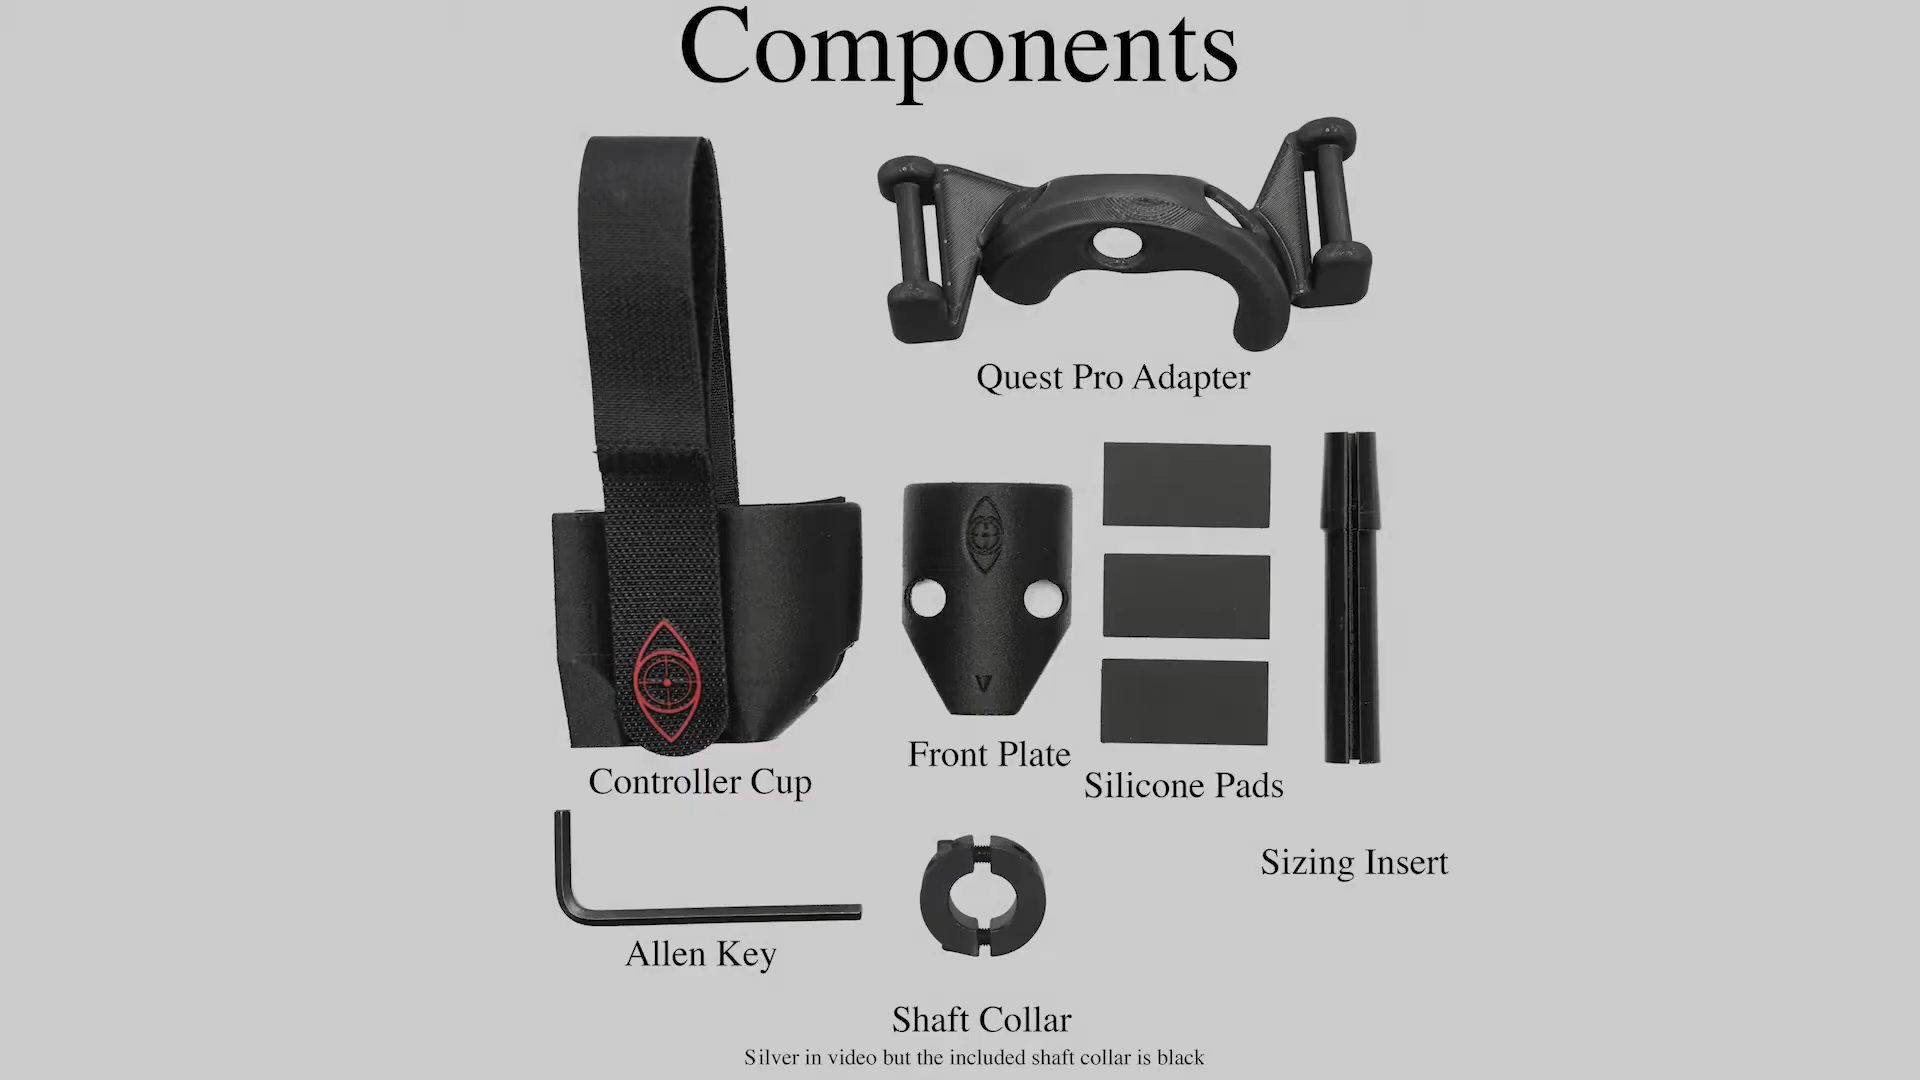 Components
Quest Pro Adapter
Controller Cup
Front Plate
Silicone Pads
Sizing Insert
Allen Key
Shaft Collar
Silver in video but the included shaft collar is black